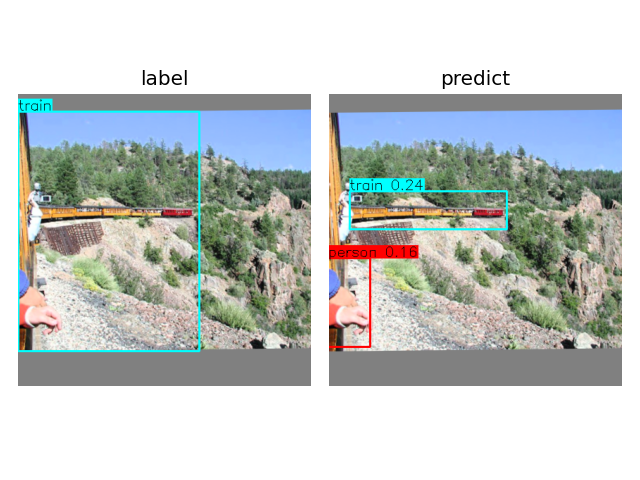 label
predict
train
train 0.24
person 0.16